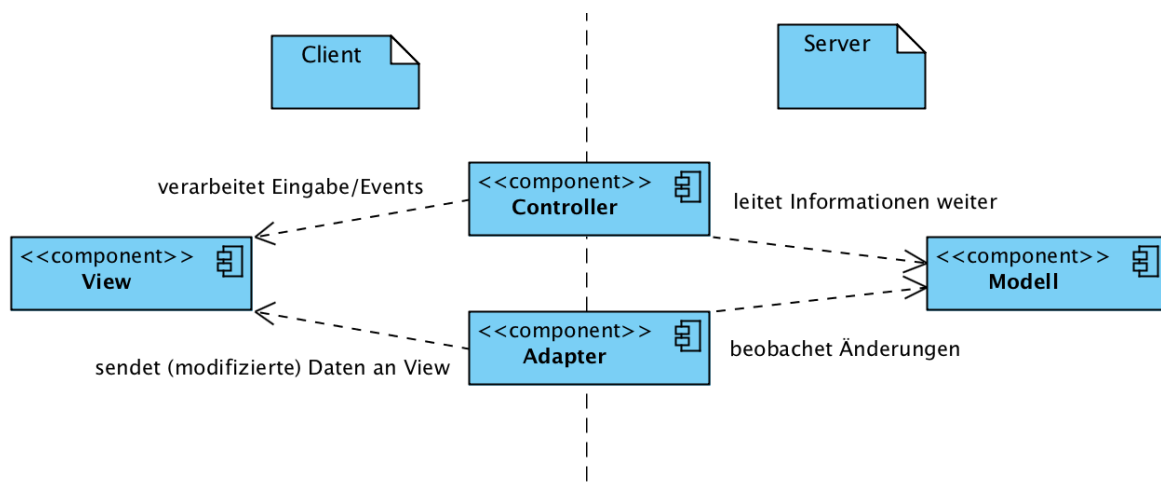 Client
Server
<<component>>
Controller
verarbeitet Eingabe/Events
leitet Informationen weiter
<<component>>
View
<<component>>
Modell
<<component>>
Adapter
beobachet Änderungen
sendet (modifizierte) Daten an View